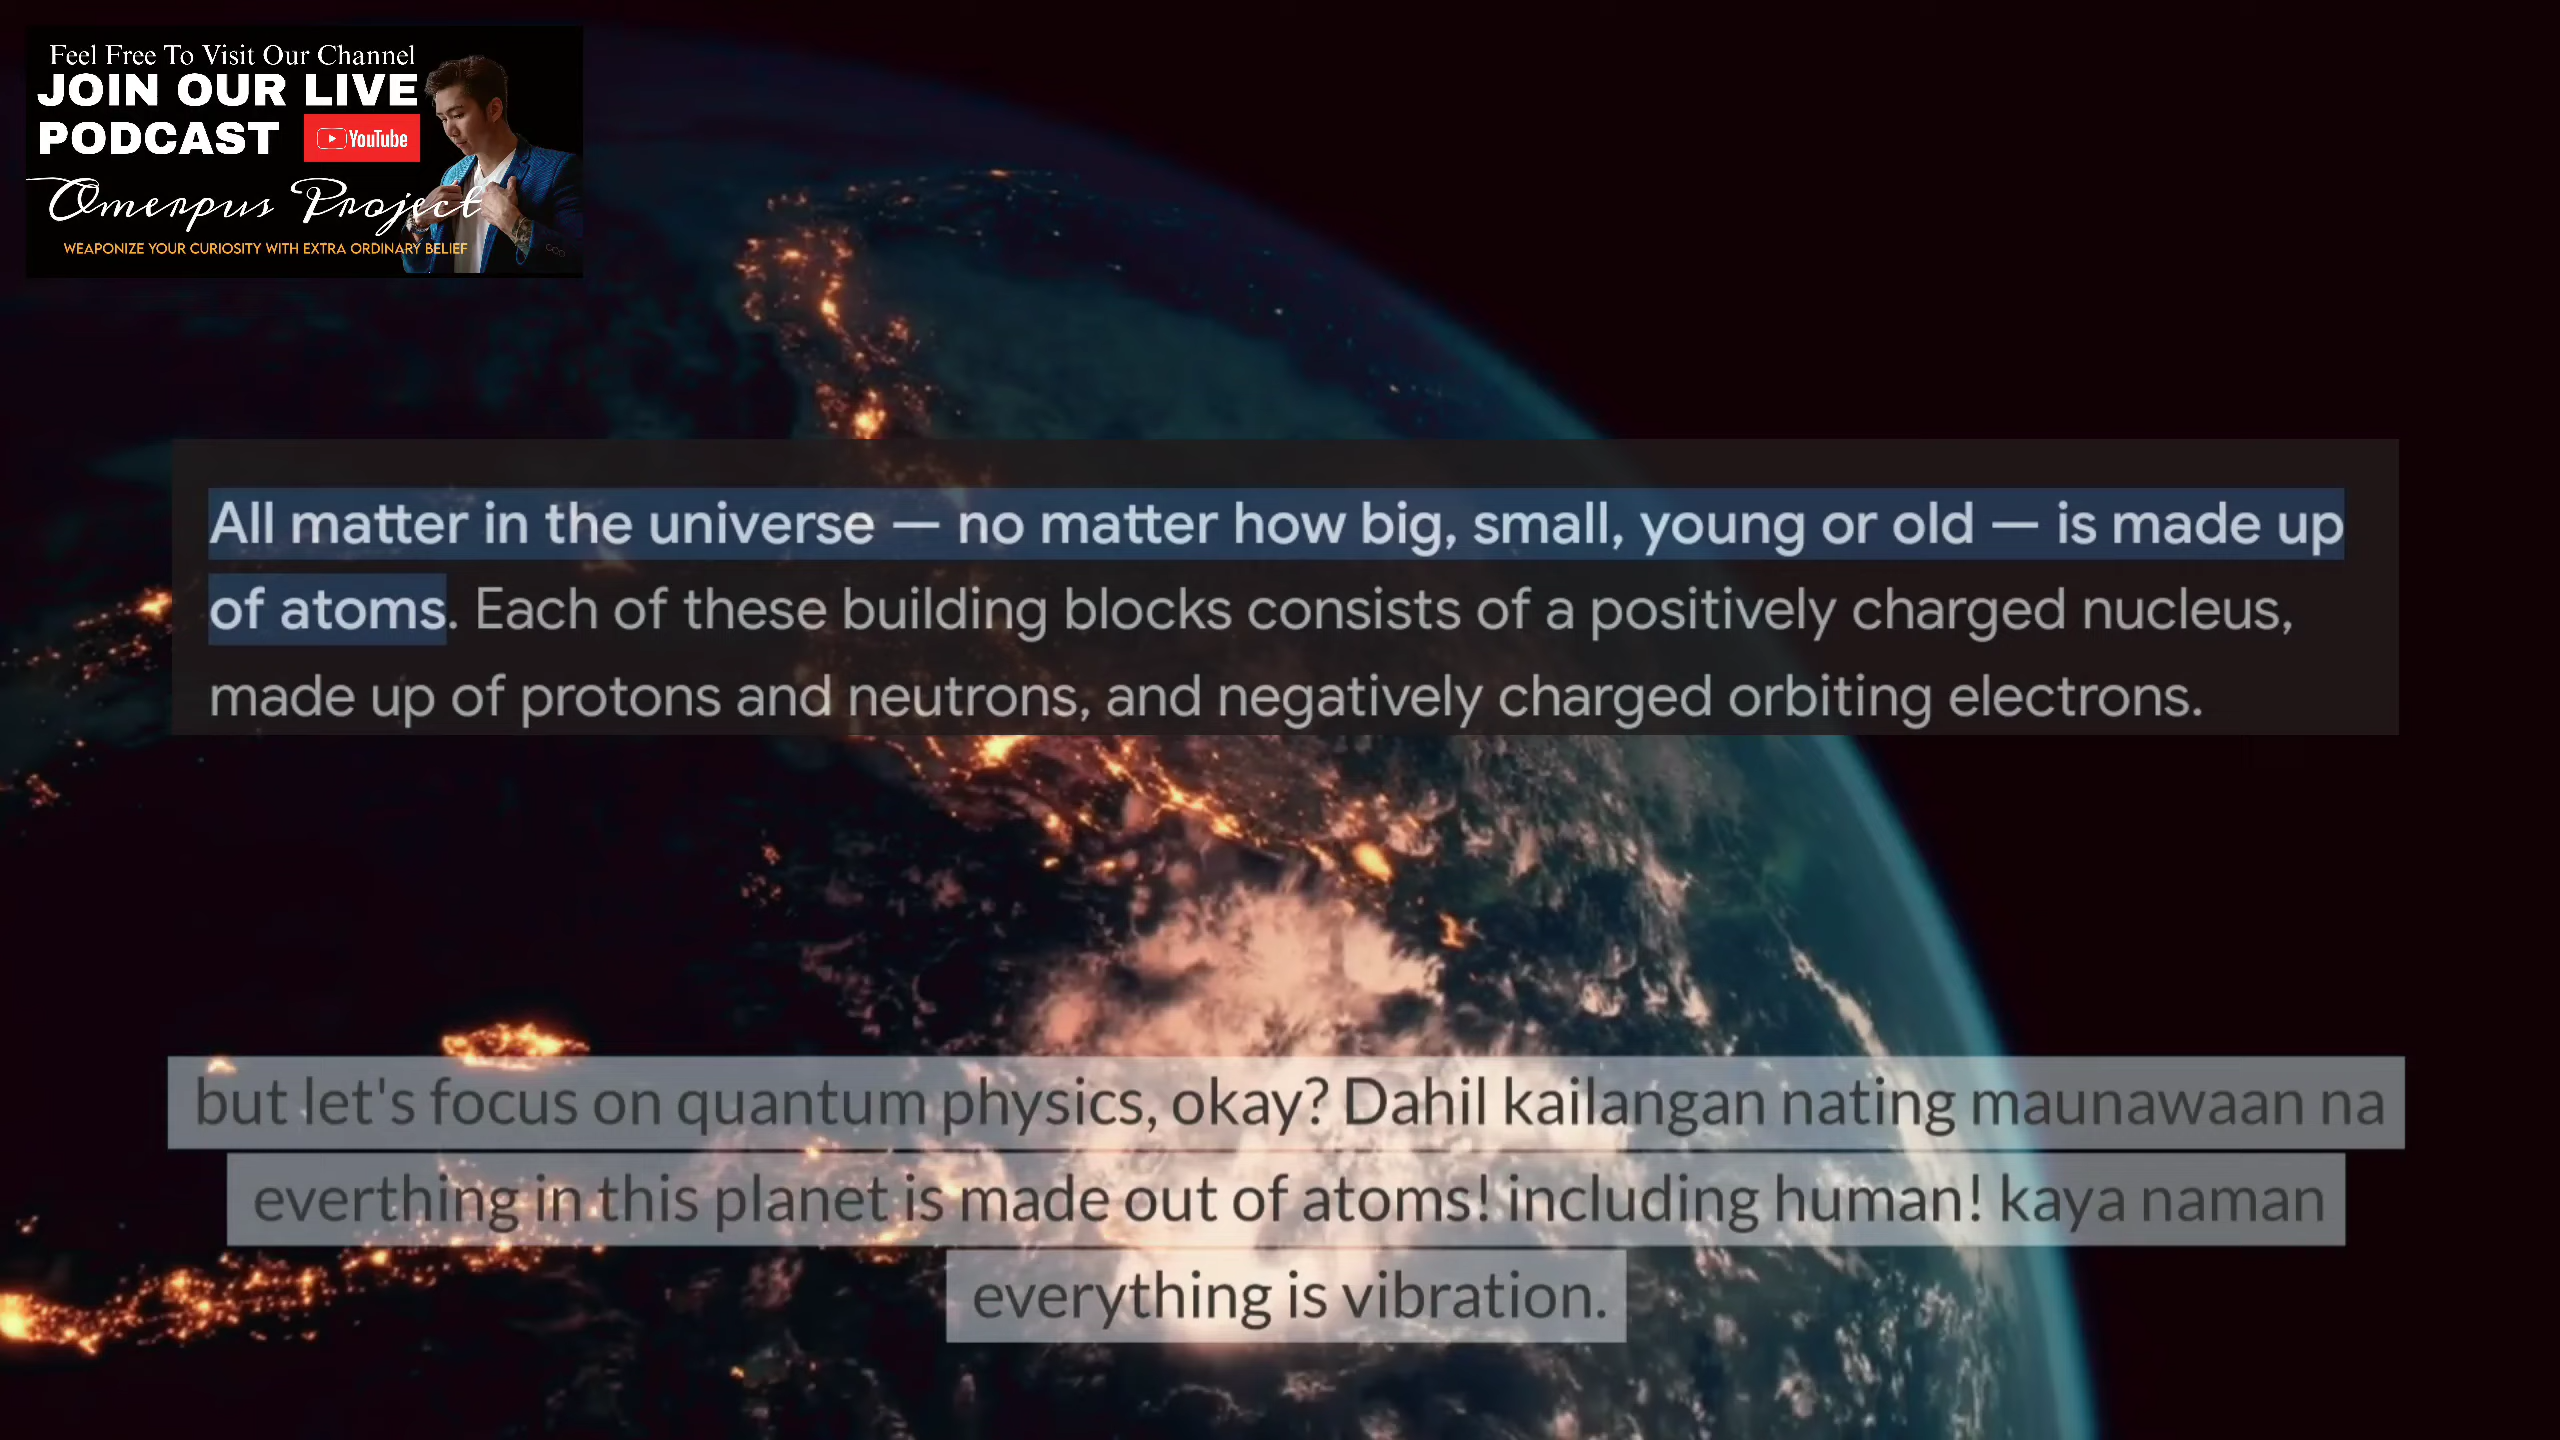 Feel Free To Visit Our Channel
JOIN OUR LIVE
PODCAST YouTube
Omerpus Project
WEAPONIZE YOUR CURIOSITY WITH EXTRA ORDINARY BELIEF
All matter in the universe — no matter how big, small, young or old — is made up
of atoms. Each of these building blocks consists of a positively charged nucleus,
made up of protons and neutrons, and negatively charged orbiting electrons.
but let's focus on quantum physics, okay? Dahil kailangan nating maunawaan na
everthing in this planet is made out of atoms! including human! kaya naman
everything is vibration.